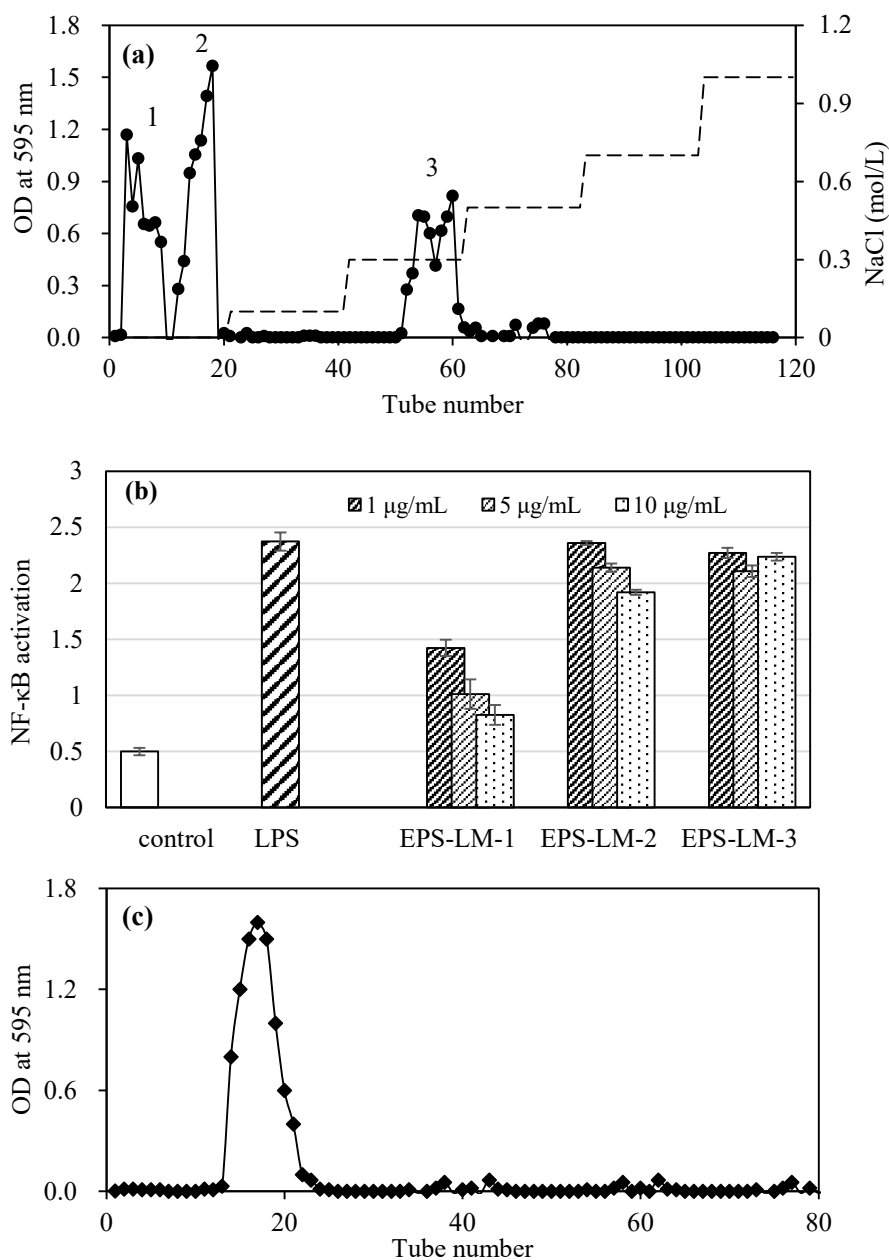 (a)
1
2
3
1.8
1.5
1.2
0.9
0.6
0.3
0.0
OD at 595 nm
1.2
0.9
0.6
0.3
0
NaCl (mol/L)
0 20 40 60 80 100 120
Tube number
(b)
1 μg/mL 5 μg/mL 10 μg/mL
3
2.5
2
1.5
1
0.5
0
NF-κB activation
control LPS EPS-LM-1 EPS-LM-2 EPS-LM-3
(c)
1.8
1.2
0.6
0.0
OD at 595 nm
0 20 40 60 80
Tube number